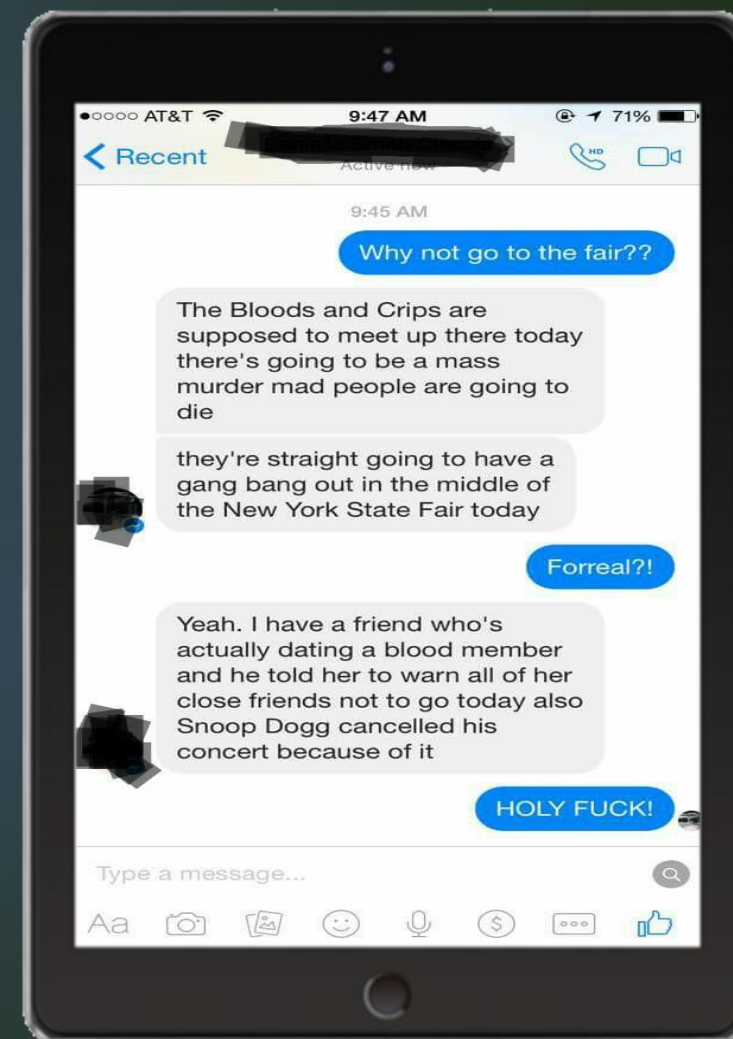 AT&T 9:47 AM 71%
Recent
Active now
HD
9:45 AM
Why not go to the fair??
The Bloods and Crips are
supposed to meet up there today
there's going to be a mass
murder mad people are going to
die
they're straight going to have a
gang bang out in the middle of
the New York State Fair today
Forreal?!
Yeah. I have a friend who's
actually dating a blood member
and he told her to warn all of her
close friends not to go today also
Snoop Dogg cancelled his
concert because of it
HOLY FUCK!
Type a message...
Aa
$